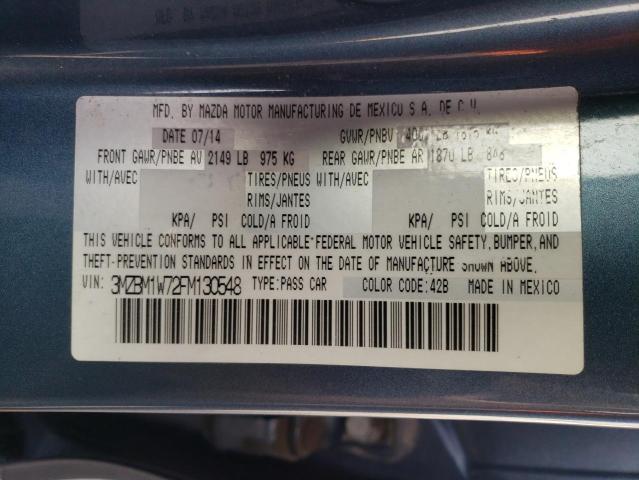 MFD. BY MAZDA MOTOR MANUFACTURING DE MEXICO S A. DE C.V.
DATE 07/14 GVWR/PNBV LB KG
FRONT GAWR/PNBE AV 2149 LB 975 KG REAR GAWR/PNBE AR 1870 LB
WITH/AVEC TIRES/PNEUS WITH/AVEC TIRES/PNEUS
RIMS/JANTES RIMS/JANTES
KPA/ PSI COLD/A FROID KPA/ PSI COLD/A FROID
THIS VEHICLE CONFORMS TO ALL APPLICABLE FEDERAL MOTOR VEHICLE SAFETY, BUMPER, AND
THEFT-PREVENTION STANDARDS IN EFFECT ON THE DATE OF MANUFACTURE SHOWN ABOVE.
VIN: 3MZBM1W72FM130548 TYPE:PASS CAR COLOR CODE:42B MADE IN MEXICO